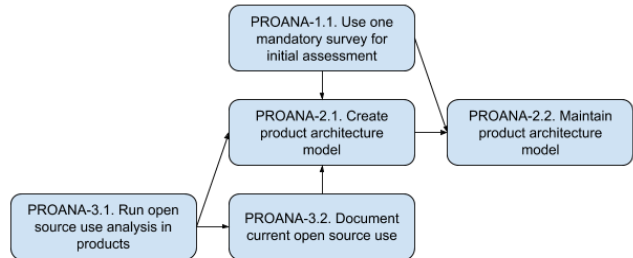 PROANA-1.1. Use one
mandatory survey for
initial assessment
PROANA-2.1. Create
product architecture
model
PROANA-2.2. Maintain
product architecture
model
PROANA-3.1. Run open
source use analysis in
products
PROANA-3.2. Document
current open source use